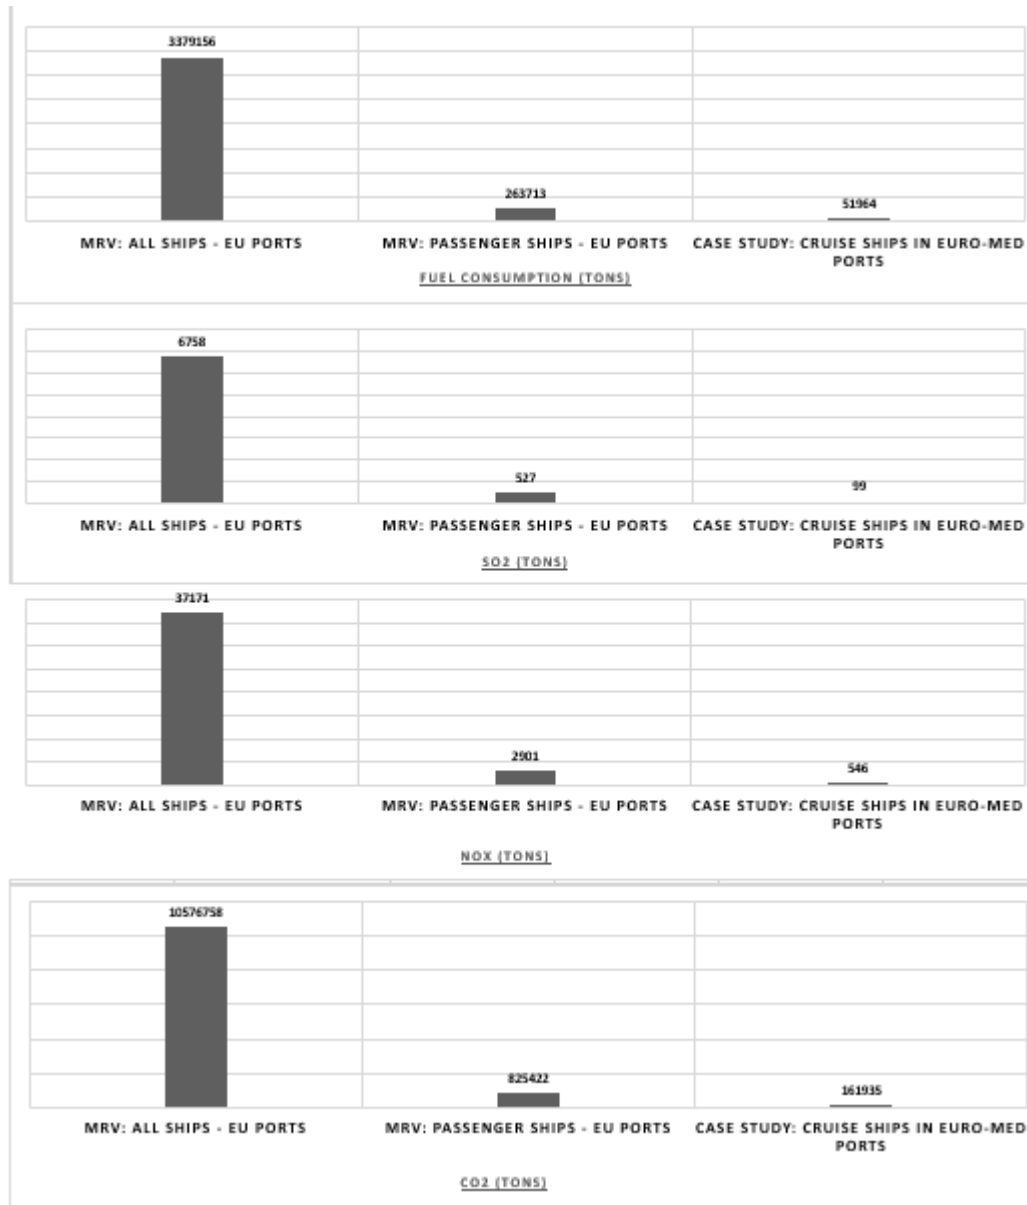 3379156
263713
51964
MRV: ALL SHIPS - EU PORTS
MRV: PASSENGER SHIPS - EU PORTS
CASE STUDY: CRUISE SHIPS IN EURO-MED
PORTS
FUEL CONSUMPTION (TONS)
6758
527
99
MRV: ALL SHIPS - EU PORTS
MRV: PASSENGER SHIPS - EU PORTS
CASE STUDY: CRUISE SHIPS IN EURO-MED
PORTS
SO2 (TONS)
37171
2901
546
MRV: ALL SHIPS - EU PORTS
MRV: PASSENGER SHIPS - EU PORTS
CASE STUDY: CRUISE SHIPS IN EURO-MED
PORTS
NOX (TONS)
10576758
825422
161935
MRV: ALL SHIPS - EU PORTS
MRV: PASSENGER SHIPS - EU PORTS
CASE STUDY: CRUISE SHIPS IN EURO-MED
PORTS
CO2 (TONS)